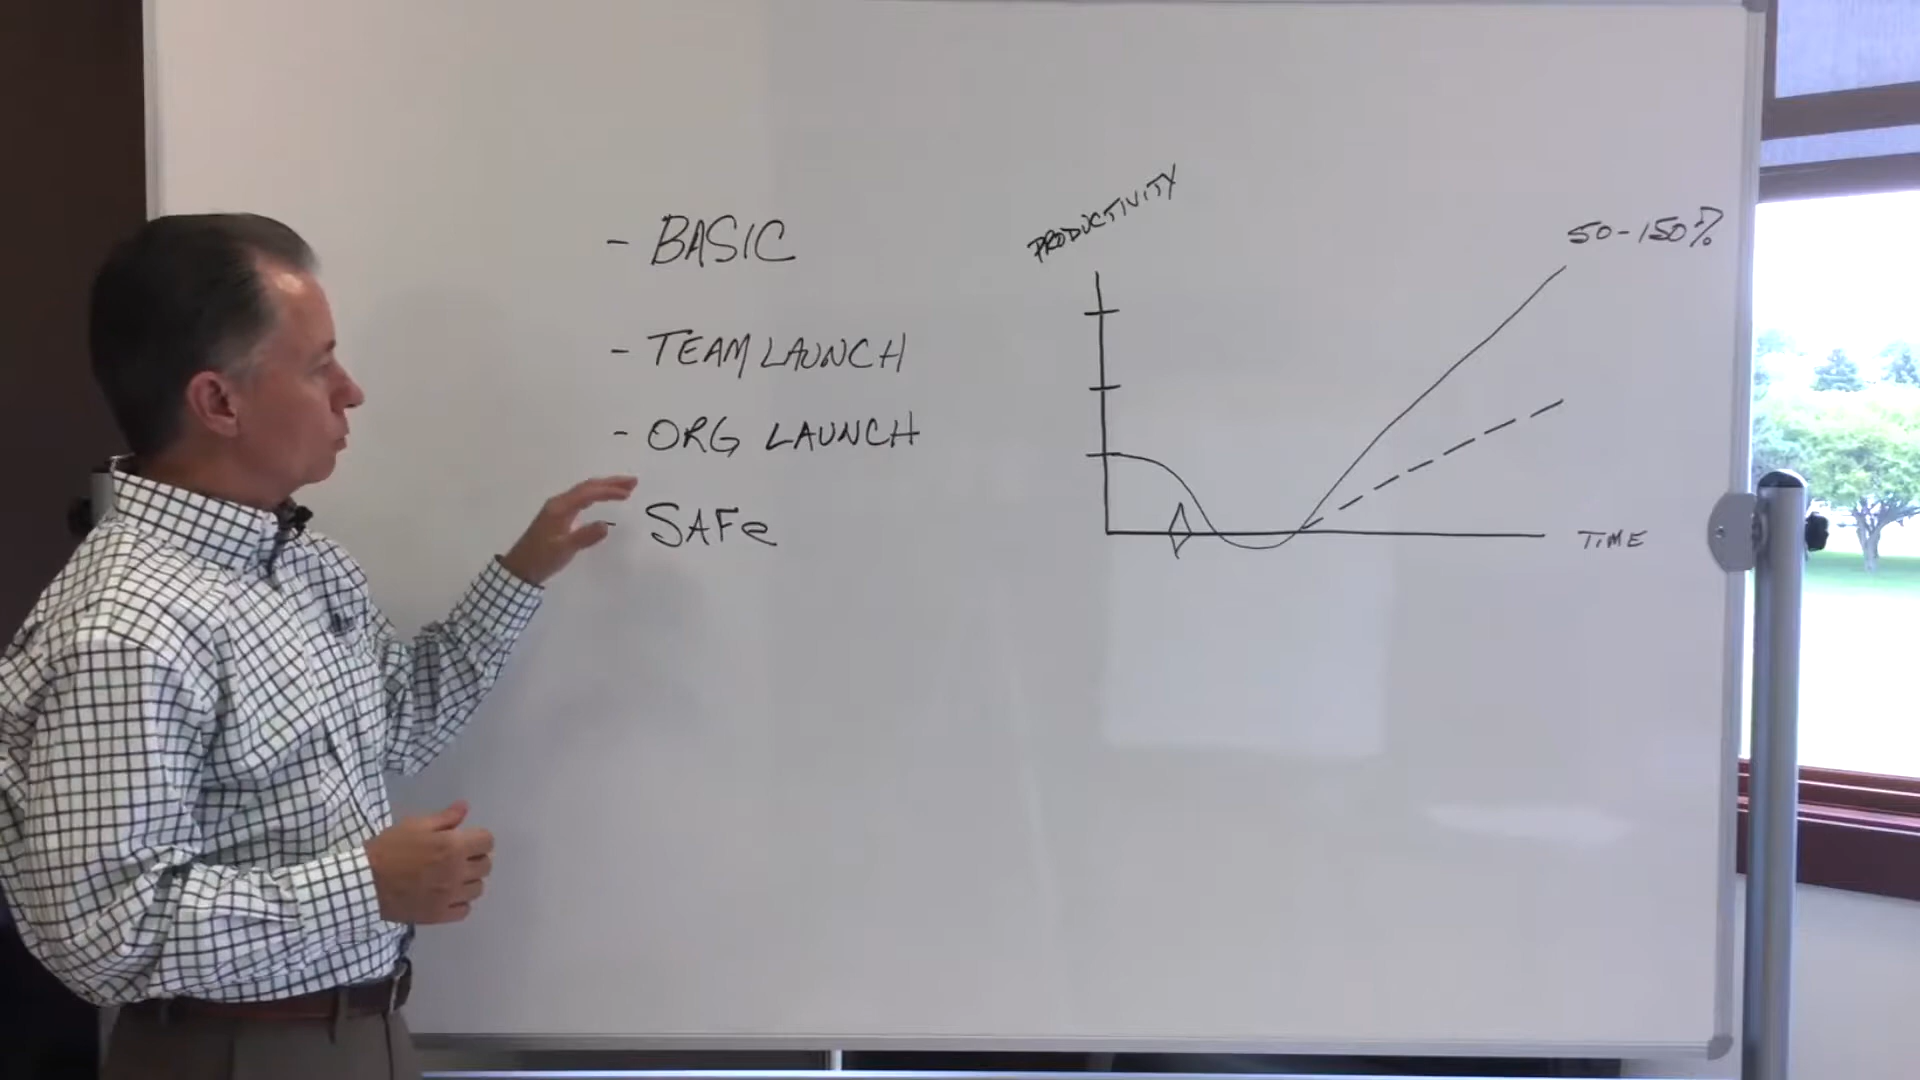 - BASIC
- TEAM LAUNCH
- ORG LAUNCH
- SAFe
PRODUCTIVITY
50-150%
TIME